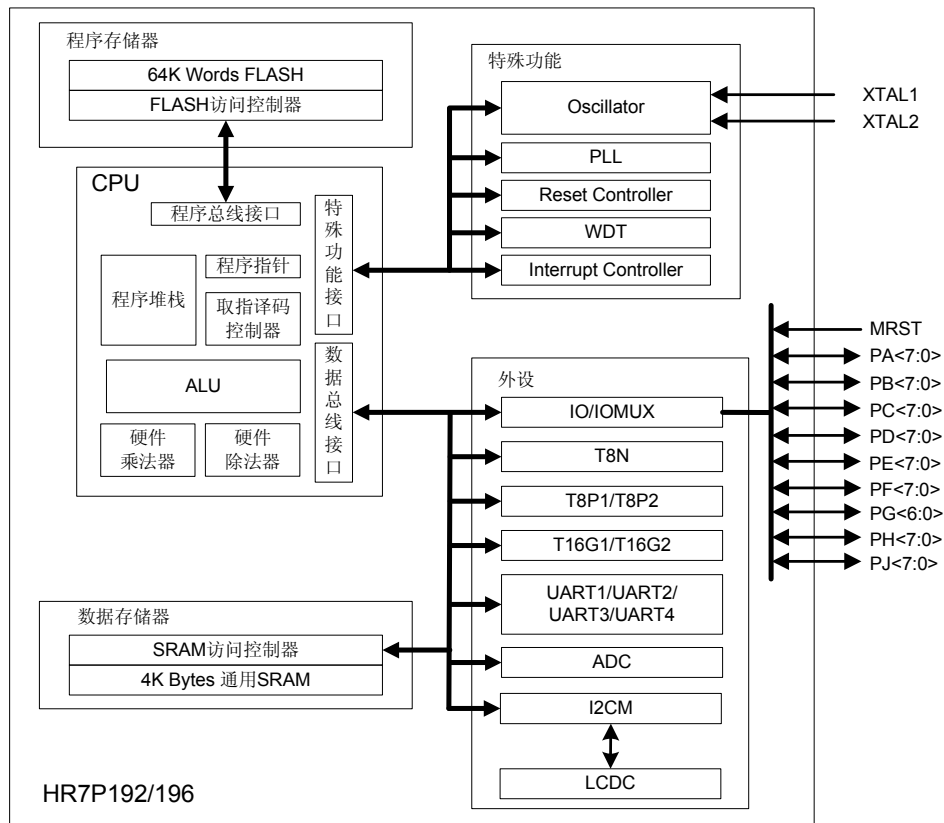 程序存储器
64K Words FLASH
FLASH访问控制器
CPU
程序总线接口
特
殊
功
能
接
口
程序堆栈
程序指针
取指译码
控制器
ALU
数
据
总
线
接
口
硬件
乘法器
硬件
除法器
数据存储器
SRAM访问控制器
4K Bytes 通用SRAM
HR7P192/196
特殊功能
Oscillator
PLL
Reset Controller
WDT
Interrupt Controller
外设
IO/IOMUX
T8N
T8P1/T8P2
T16G1/T16G2
UART1/UART2/
UART3/UART4
ADC
I2CM
LCDC
XTAL1
XTAL2
MRST
PA<7:0>
PB<7:0>
PC<7:0>
PD<7:0>
PE<7:0>
PF<7:0>
PG<6:0>
PH<7:0>
PJ<7:0>